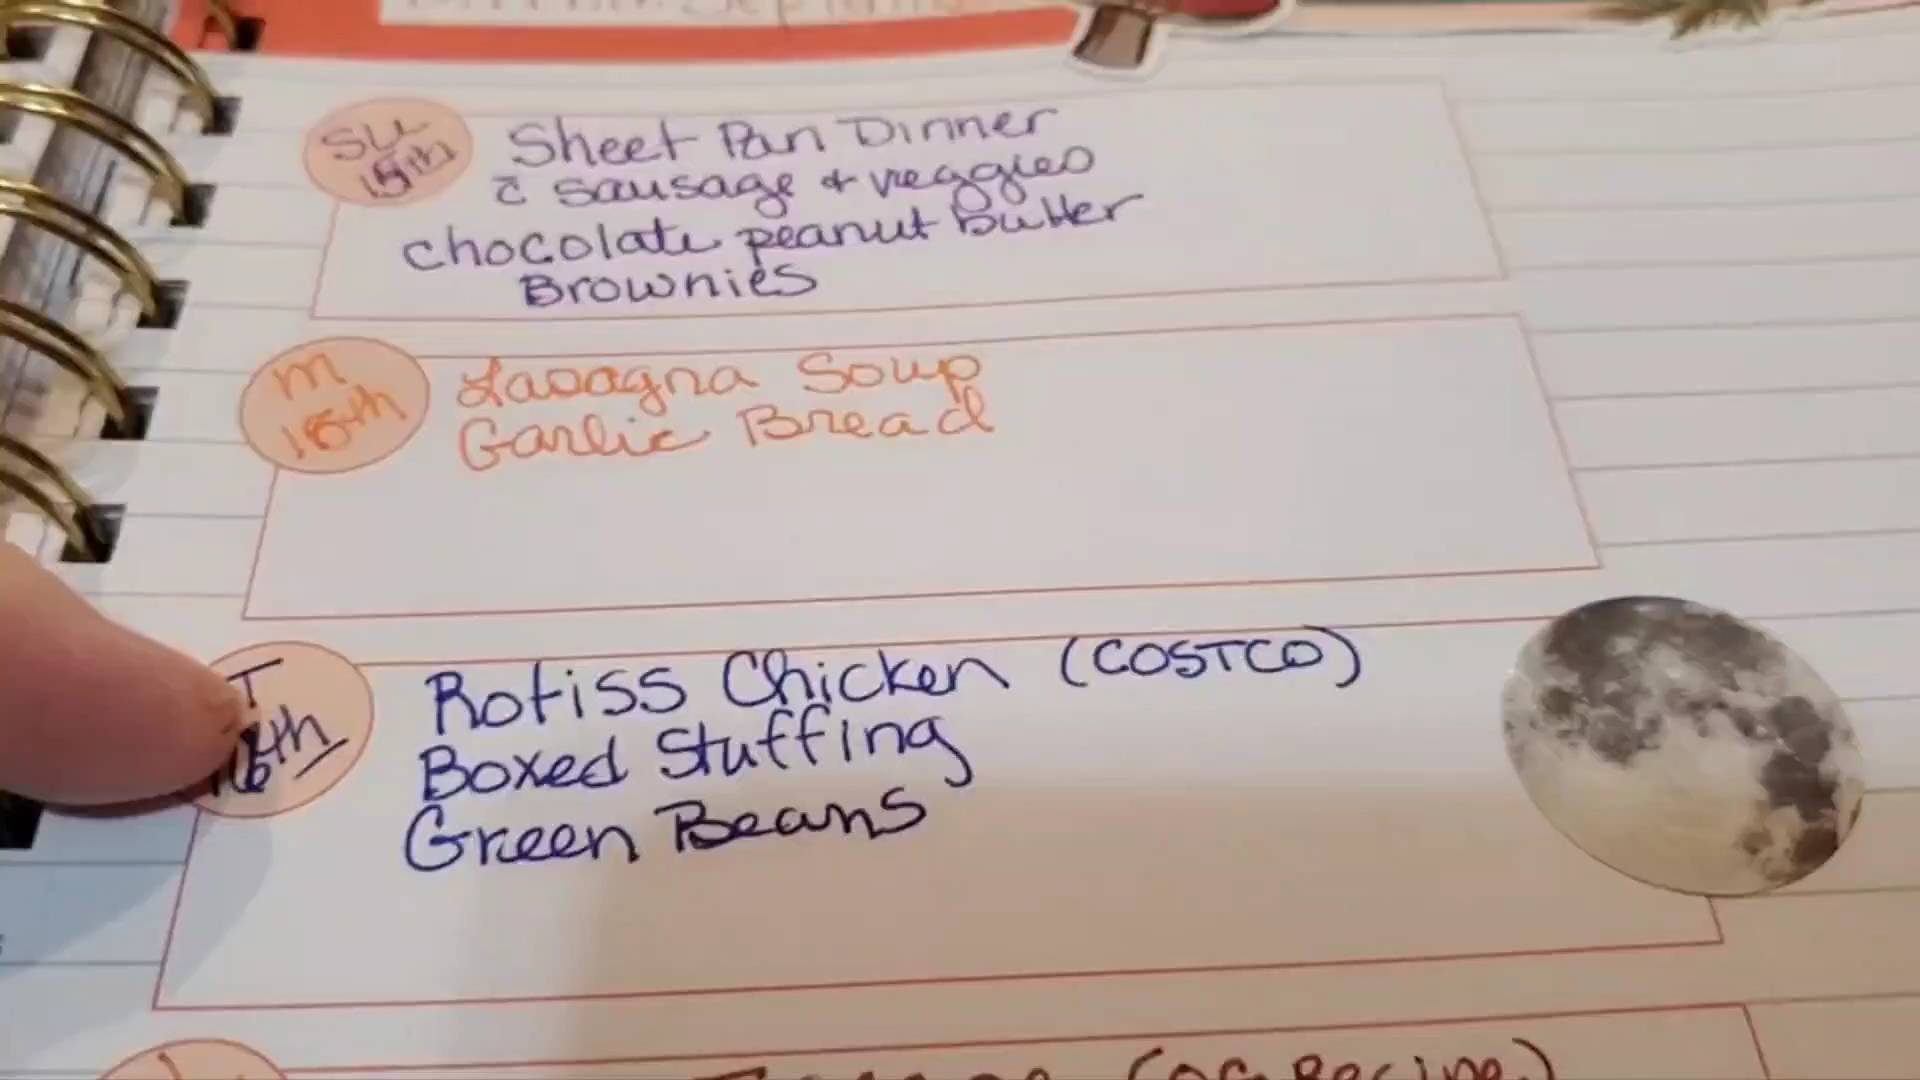 SU
15th
Sheet Pan Dinner
c̄ sausage & veggies
chocolate peanut Butter
Brownies
M
16th
Lasagna Soup
Garlic Bread
T
Rotiss Chicken (COSTCO)
Boxed Stuffing
Green Beans
Recipe)